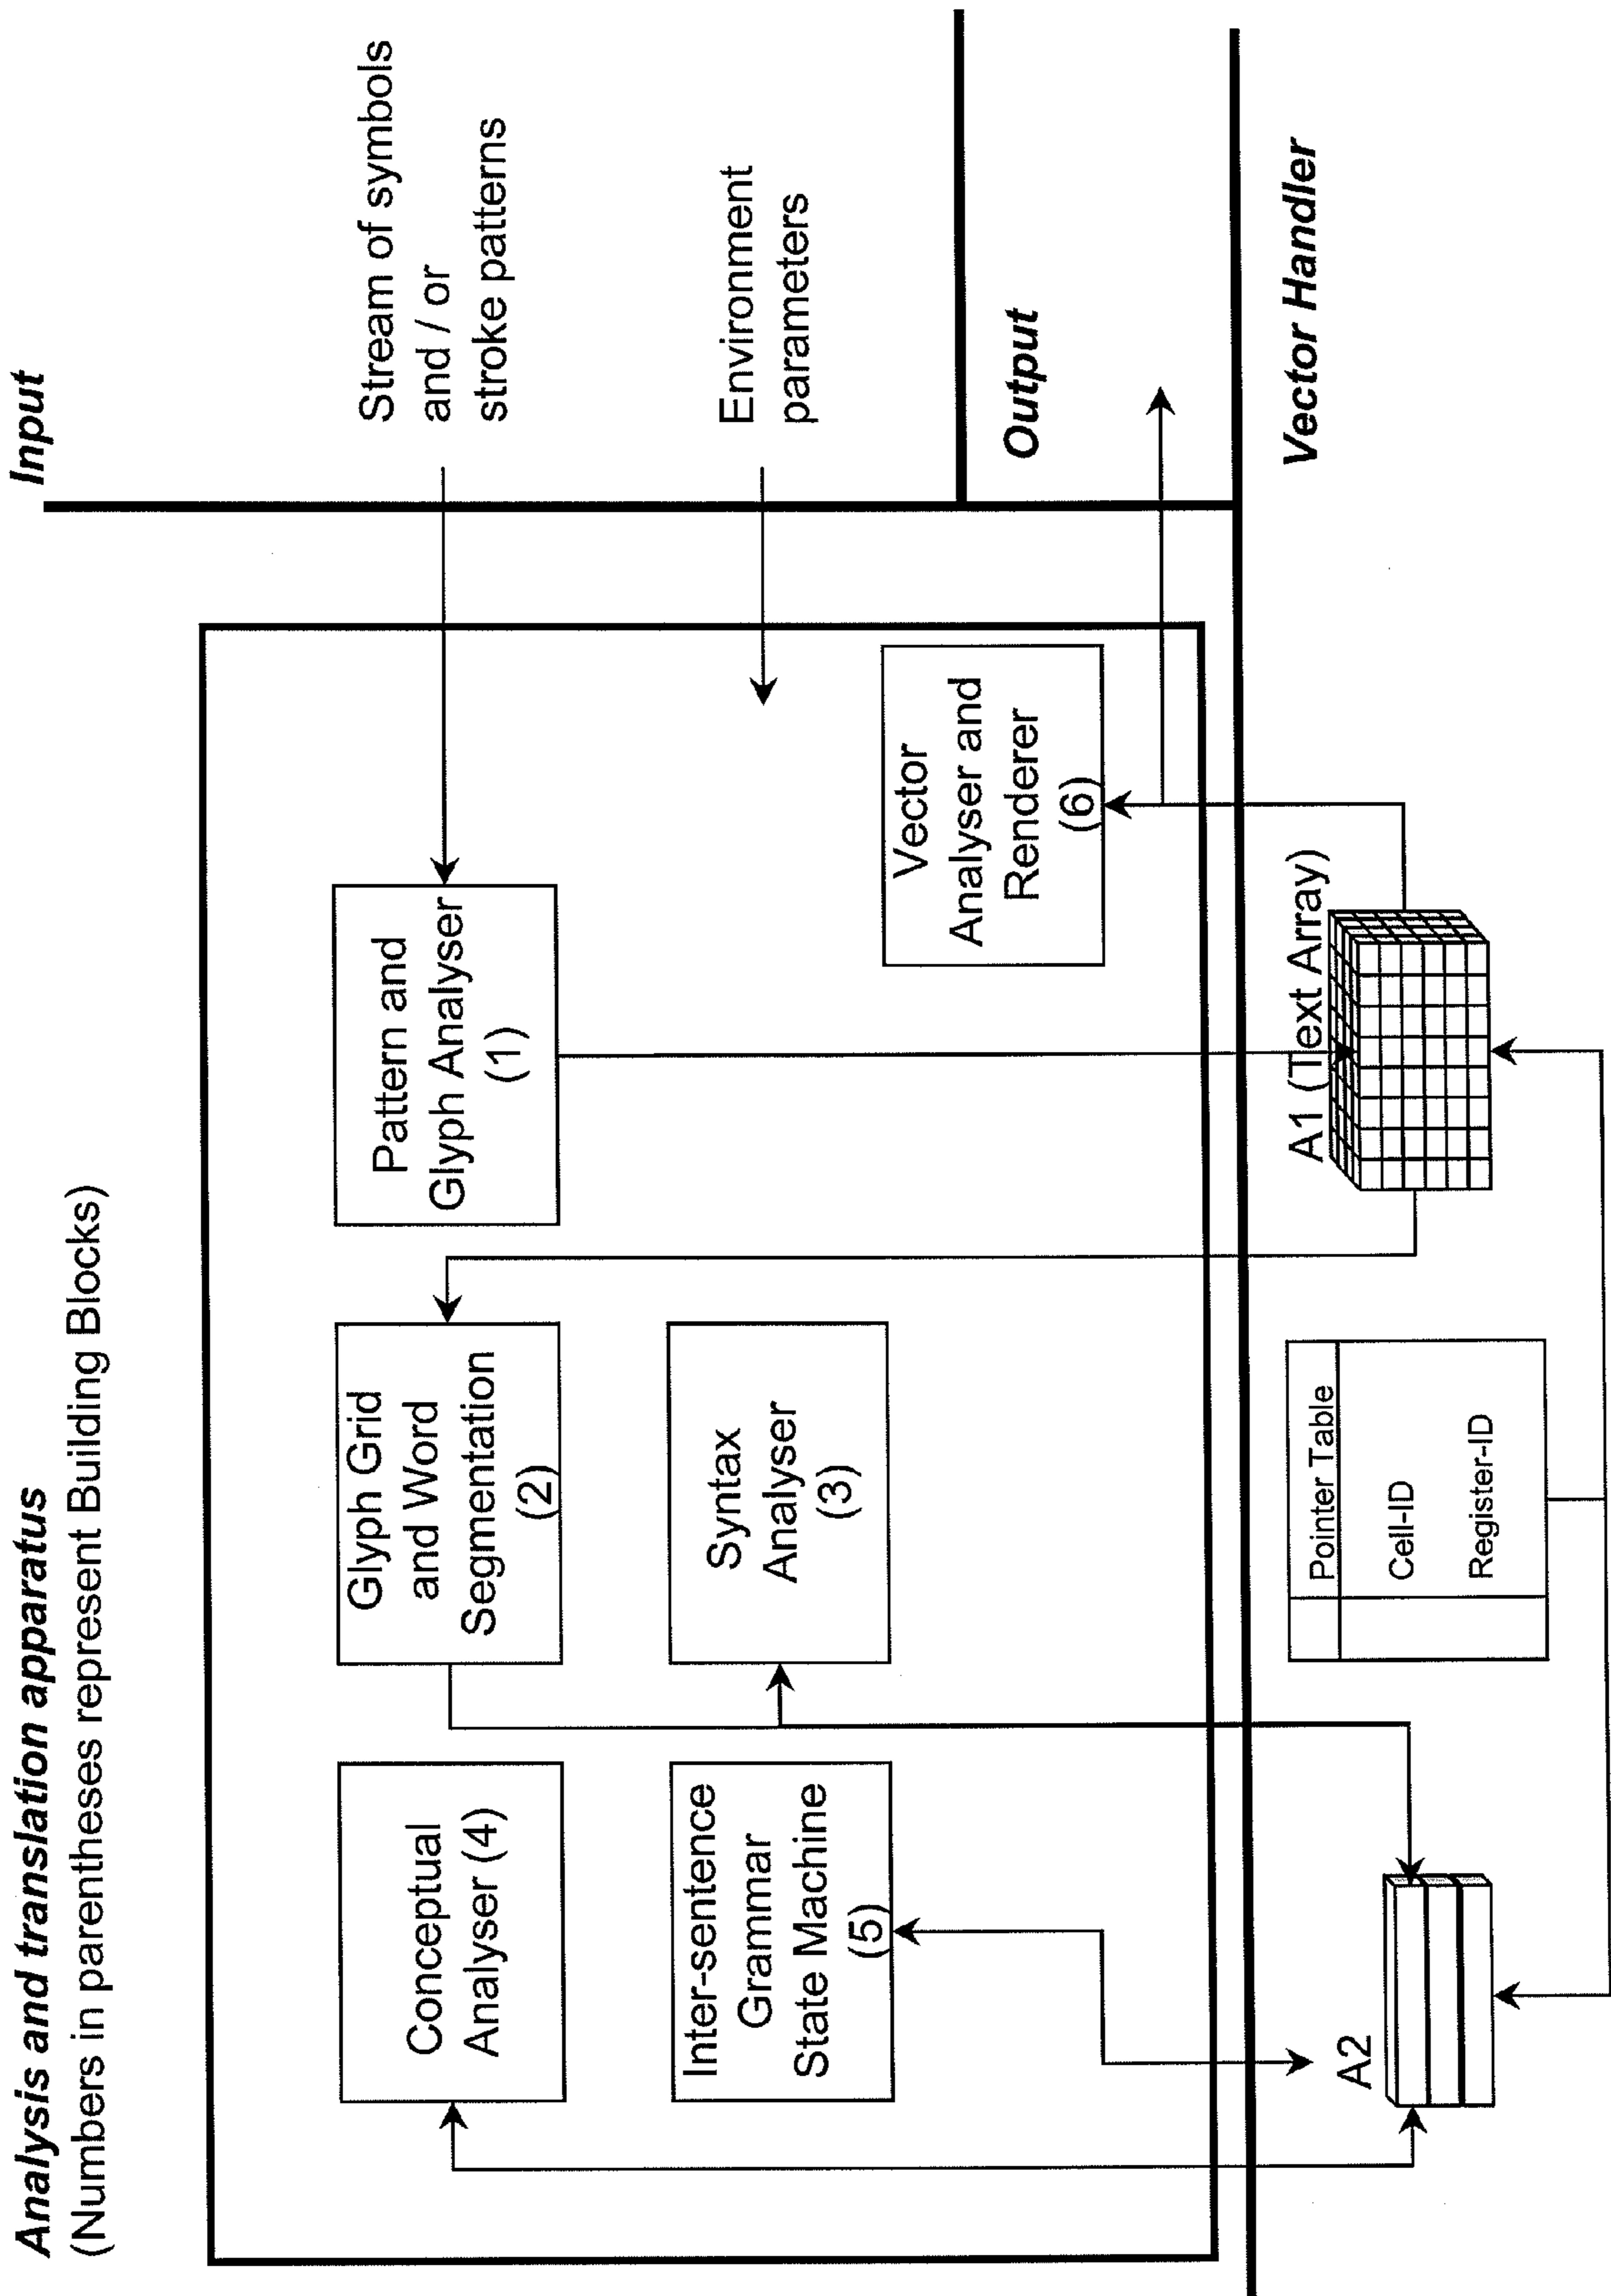 Analysis and translation apparatus
(Numbers in parentheses represent Building Blocks)
Input
Conceptual
Analyser (4)
Glyph Grid
and Word
Segmentation
(2)
Pattern and
Glyph Analyser
(1)
Stream of symbols
and / or
stroke patterns
Inter-sentence
Grammar
State Machine
(5)
Syntax
Analyser
(3)
Environment
parameters
Vector
Analyser and
Renderer
(6)
Output
Vector Handler
A2
Pointer Table
Cell-ID
Register-ID
A1 (Text Array)